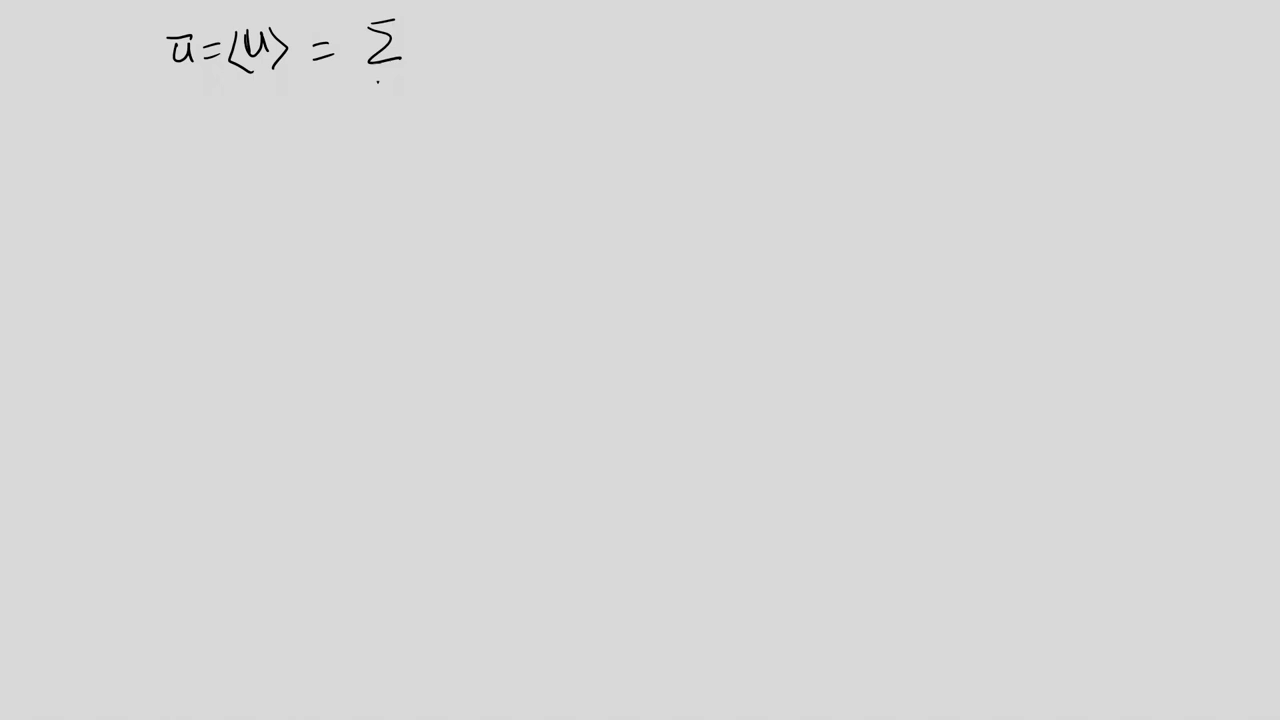 ū = ⟨u⟩ = Σ